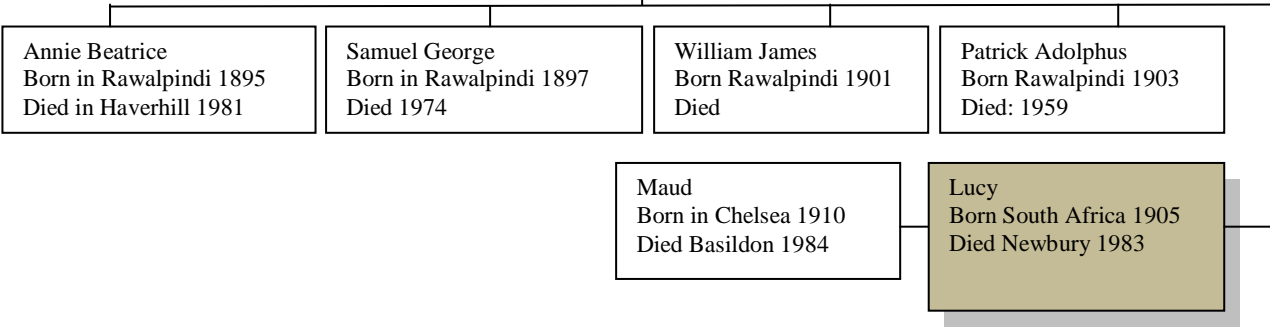 Annie Beatrice
Born in Rawalpindi 1895
Died in Haverhill 1981
Samuel George
Born in Rawalpindi 1897
Died 1974
William James
Born Rawalpindi 1901
Died
Patrick Adolphus
Born Rawalpindi 1903
Died: 1959
Maud
Born in Chelsea 1910
Died Basildon 1984
Lucy
Born South Africa 1905
Died Newbury 1983